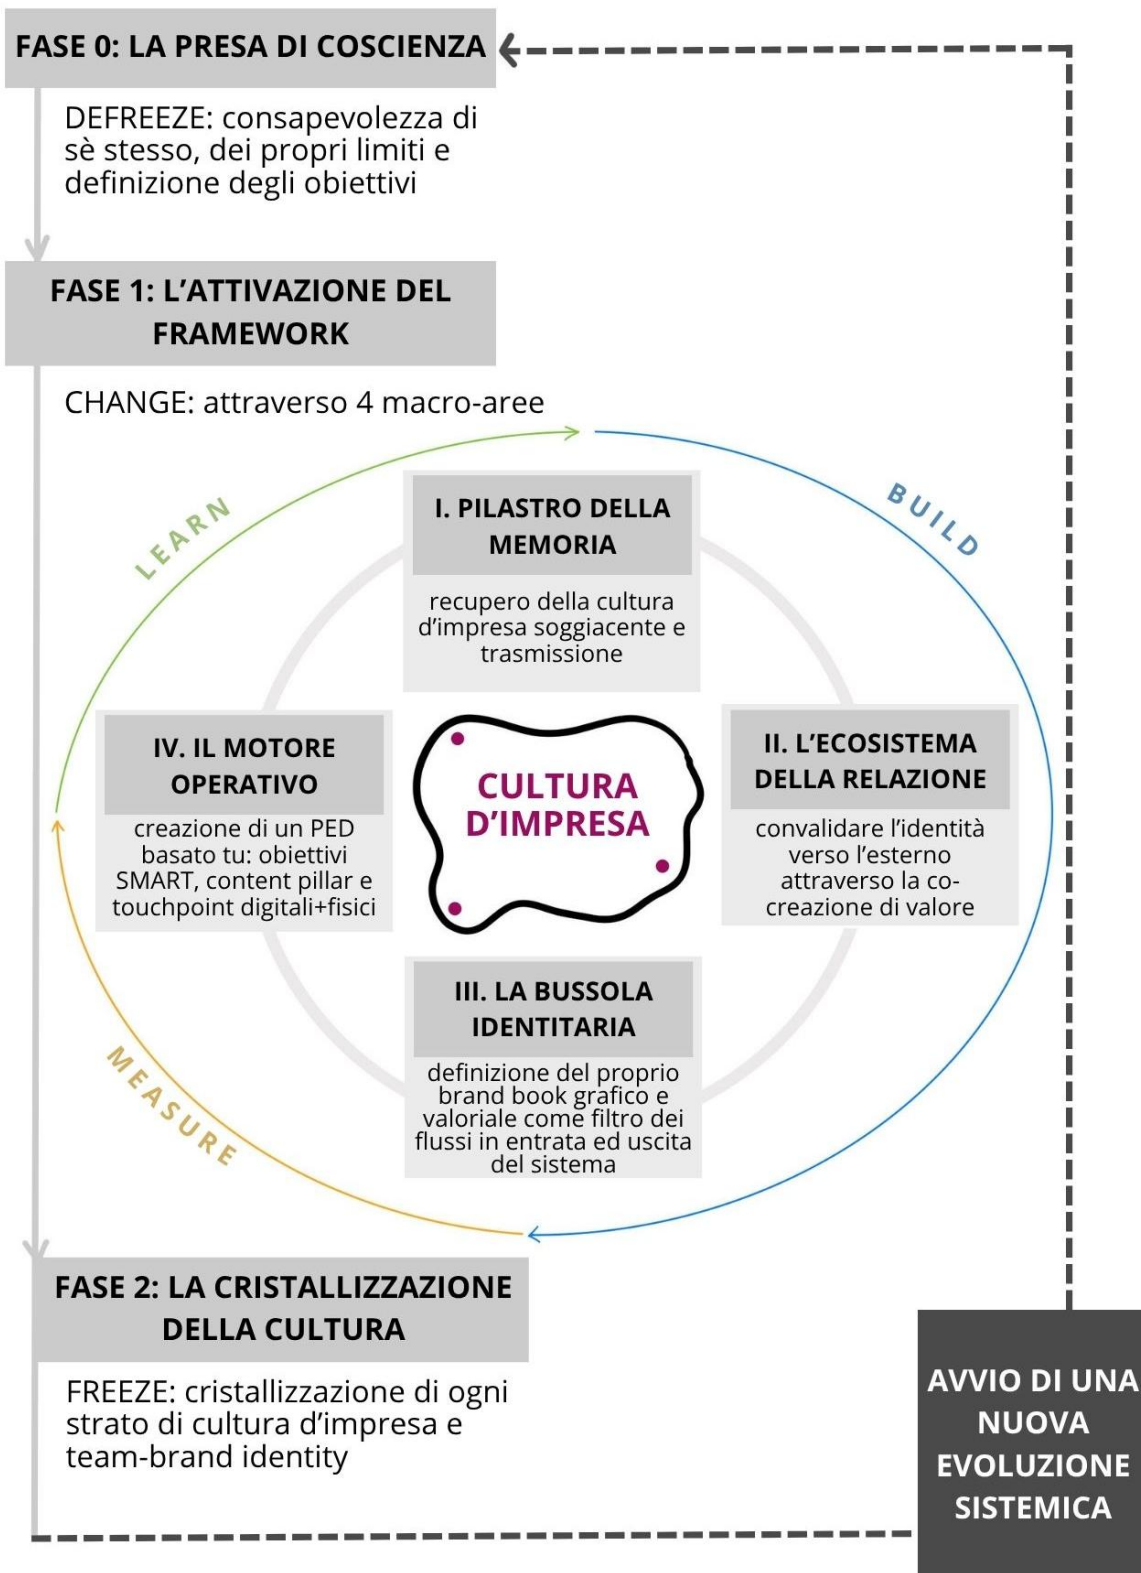 FASE 0: LA PRESA DI COSCIENZA
DEFREEZE: consapevolezza di
sè stesso, dei propri limiti e
definizione degli obiettivi
FASE 1: L’ATTIVAZIONE DEL
FRAMEWORK
CHANGE: attraverso 4 macro-aree
LEARN
BUILD
I. PILASTRO DELLA
MEMORIA
recupero della cultura
d’impresa soggiacente e
trasmissione
IV. IL MOTORE
OPERATIVO
creazione di un PED
basato tu: obiettivi
SMART, content pillar e
touchpoint digitali+fisici
CULTURA
D’IMPRESA
II. L’ECOSISTEMA
DELLA RELAZIONE
convalidare l’identità
verso l’esterno
attraverso la co-
creazione di valore
III. LA BUSSOLA
IDENTITARIA
definizione del proprio
brand book grafico e
valoriale come filtro dei
flussi in entrata ed uscita
del sistema
MEASURE
FASE 2: LA CRISTALLIZZAZIONE
DELLA CULTURA
FREEZE: cristallizzazione di ogni
strato di cultura d’impresa e
team-brand identity
AVVIO DI UNA
NUOVA
EVOLUZIONE
SISTEMICA